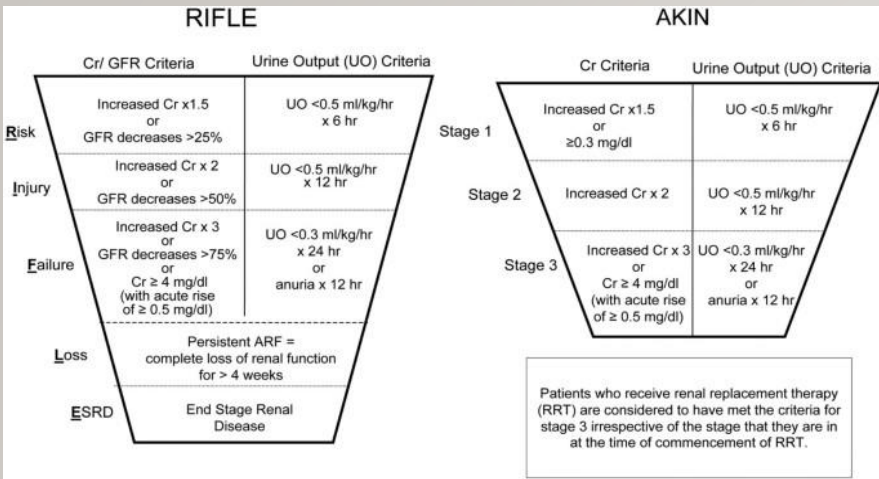 RIFLE
Cr/ GFR Criteria
Urine Output (UO) Criteria
Risk
Increased Cr x1.5
or
GFR decreases >25%
UO <0.5 ml/kg/hr
x 6 hr
Injury
Increased Cr x 2
or
GFR decreases >50%
UO <0.5 ml/kg/hr
x 12 hr
Failure
Increased Cr x 3
or
GFR decreases >75%
or
Cr ≥ 4 mg/dl
(with acute rise
of ≥ 0.5 mg/dl)
UO <0.3 ml/kg/hr
x 24 hr
or
anuria x 12 hr
Loss
Persistent ARF =
complete loss of renal function
for > 4 weeks
ESRD
End Stage Renal
Disease
AKIN
Cr Criteria
Urine Output (UO) Criteria
Stage 1
Increased Cr x1.5
or
≥0.3 mg/dl
UO <0.5 ml/kg/hr
x 6 hr
Stage 2
Increased Cr x 2
UO <0.5 ml/kg/hr
x 12 hr
Stage 3
Increased Cr x 3
or
Cr ≥ 4 mg/dl
(with acute rise
of ≥ 0.5 mg/dl)
UO <0.3 ml/kg/hr
x 24 hr
or
anuria x 12 hr
Patients who receive renal replacement therapy
(RRT) are considered to have met the criteria for
stage 3 irrespective of the stage that they are in
at the time of commencement of RRT.